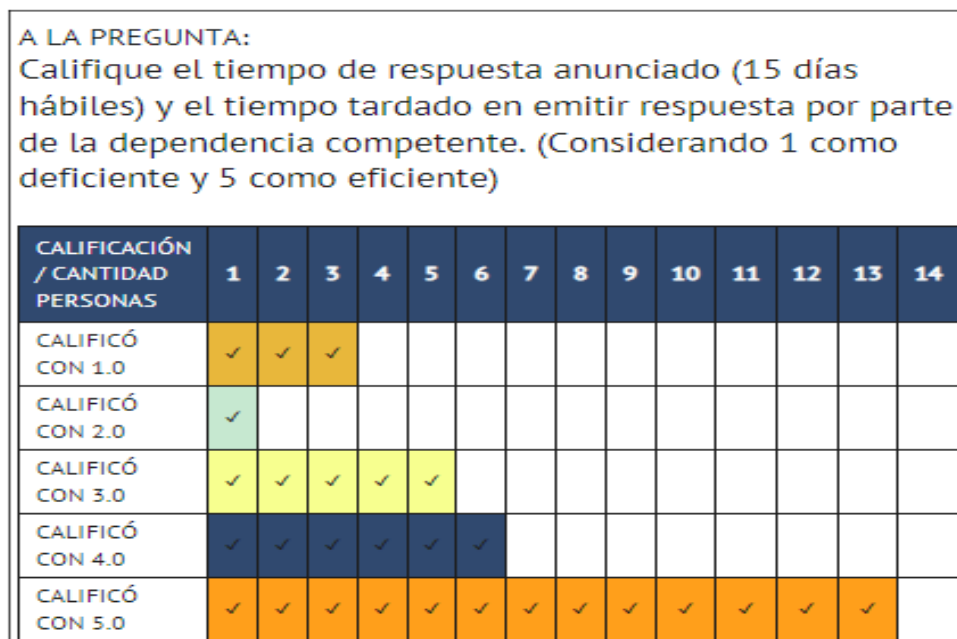 A LA PREGUNTA:
Califique el tiempo de respuesta anunciado (15 días
hábiles) y el tiempo tardado en emitir respuesta por parte
de la dependencia competente. (Considerando 1 como
deficiente y 5 como eficiente)
CALIFICACIÓN
/ CANTIDAD
PERSONAS
1 2 3 4 5 6 7 8 9 10 11 12 13 14
CALIFICÓ
CON 1.0
✓ ✓ ✓
CALIFICÓ
CON 2.0
✓
CALIFICÓ
CON 3.0
✓ ✓ ✓ ✓ ✓
CALIFICÓ
CON 4.0
✓ ✓ ✓ ✓ ✓ ✓
CALIFICÓ
CON 5.0
✓ ✓ ✓ ✓ ✓ ✓ ✓ ✓ ✓ ✓ ✓ ✓ ✓